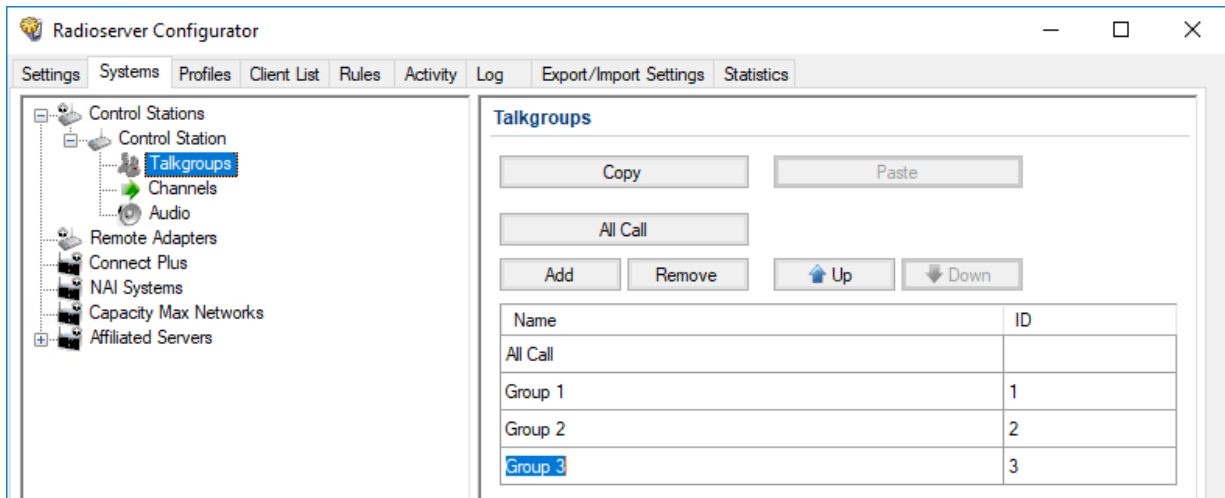 Radioserver Configurator
Settings Systems Profiles Client List Rules Activity Log Export/Import Settings Statistics
Control Stations
Control Station
Talkgroups
Channels
Audio
Remote Adapters
Connect Plus
NAI Systems
Capacity Max Networks
Affiliated Servers
Talkgroups
Copy Paste
All Call
Add Remove Up Down
Name ID
All Call
Group 1 1
Group 2 2
Group 3 3